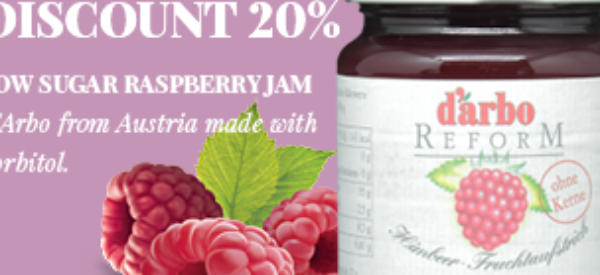 DISCOUNT 20%
OW SUGAR RASPBERRY JAM
'Arbo from Austria made with
orbitol.
d'arbo
REFORM
ohne
Kerne
Himbeer-Fruchtaufstrich